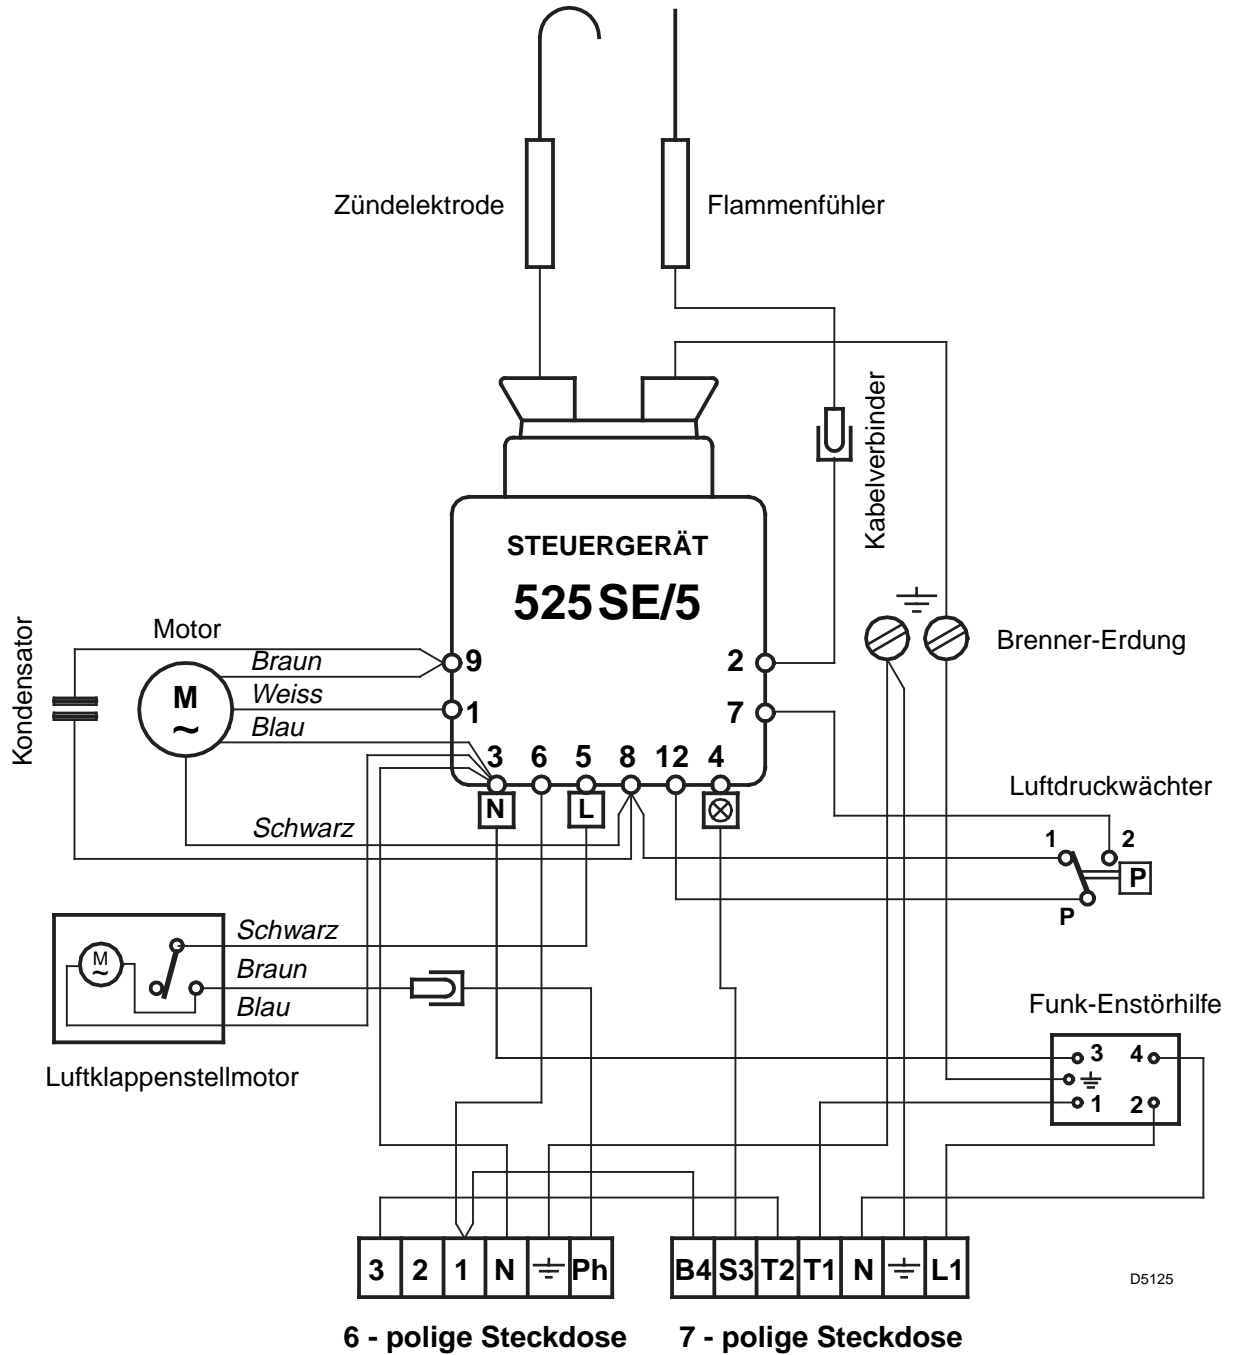 Zündelektrode
Flammenfühler
Kabelverbinder
STEUERGERÄT
525 SE/5
Kondensator
Motor
Brenner-Erdung
M
~
Braun
Weiss
Blau
9
1
2
7
3 6 5 8 12 4
N L
Schwarz
Luftdruckwächter
1 2
P
P
M
~
Schwarz
Braun
Blau
Luftklappenstellmotor
Funk-Enstörhilfe
3 4
1 2
3 2 1 N Ph
B4 S3 T2 T1 N L1
D5125
6 - polige Steckdose
7 - polige Steckdose